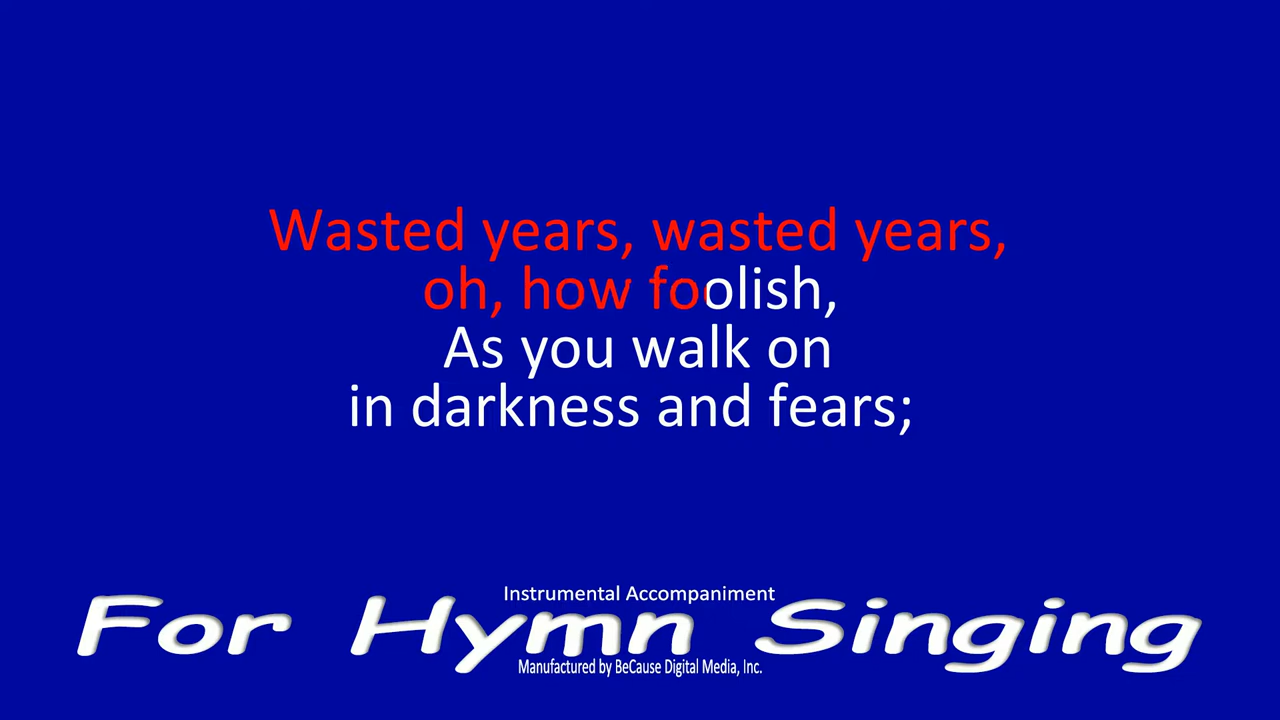 Wasted years, wasted years,
oh, how foolish,
As you walk on
in darkness and fears;
Instrumental Accompaniment
For Hymn Singing
Manufactured by BeCause Digital Media, Inc.